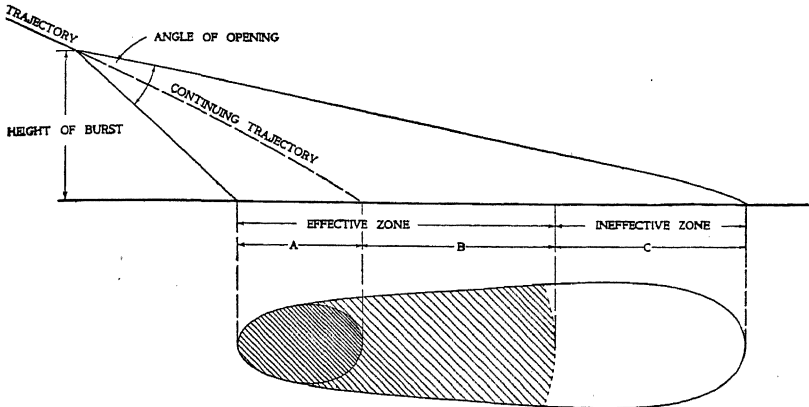 TRAJECTORY
ANGLE OF OPENING
CONTINUING TRAJECTORY
HEIGHT OF BURST
EFFECTIVE ZONE
INEFFECTIVE ZONE
A
B
C